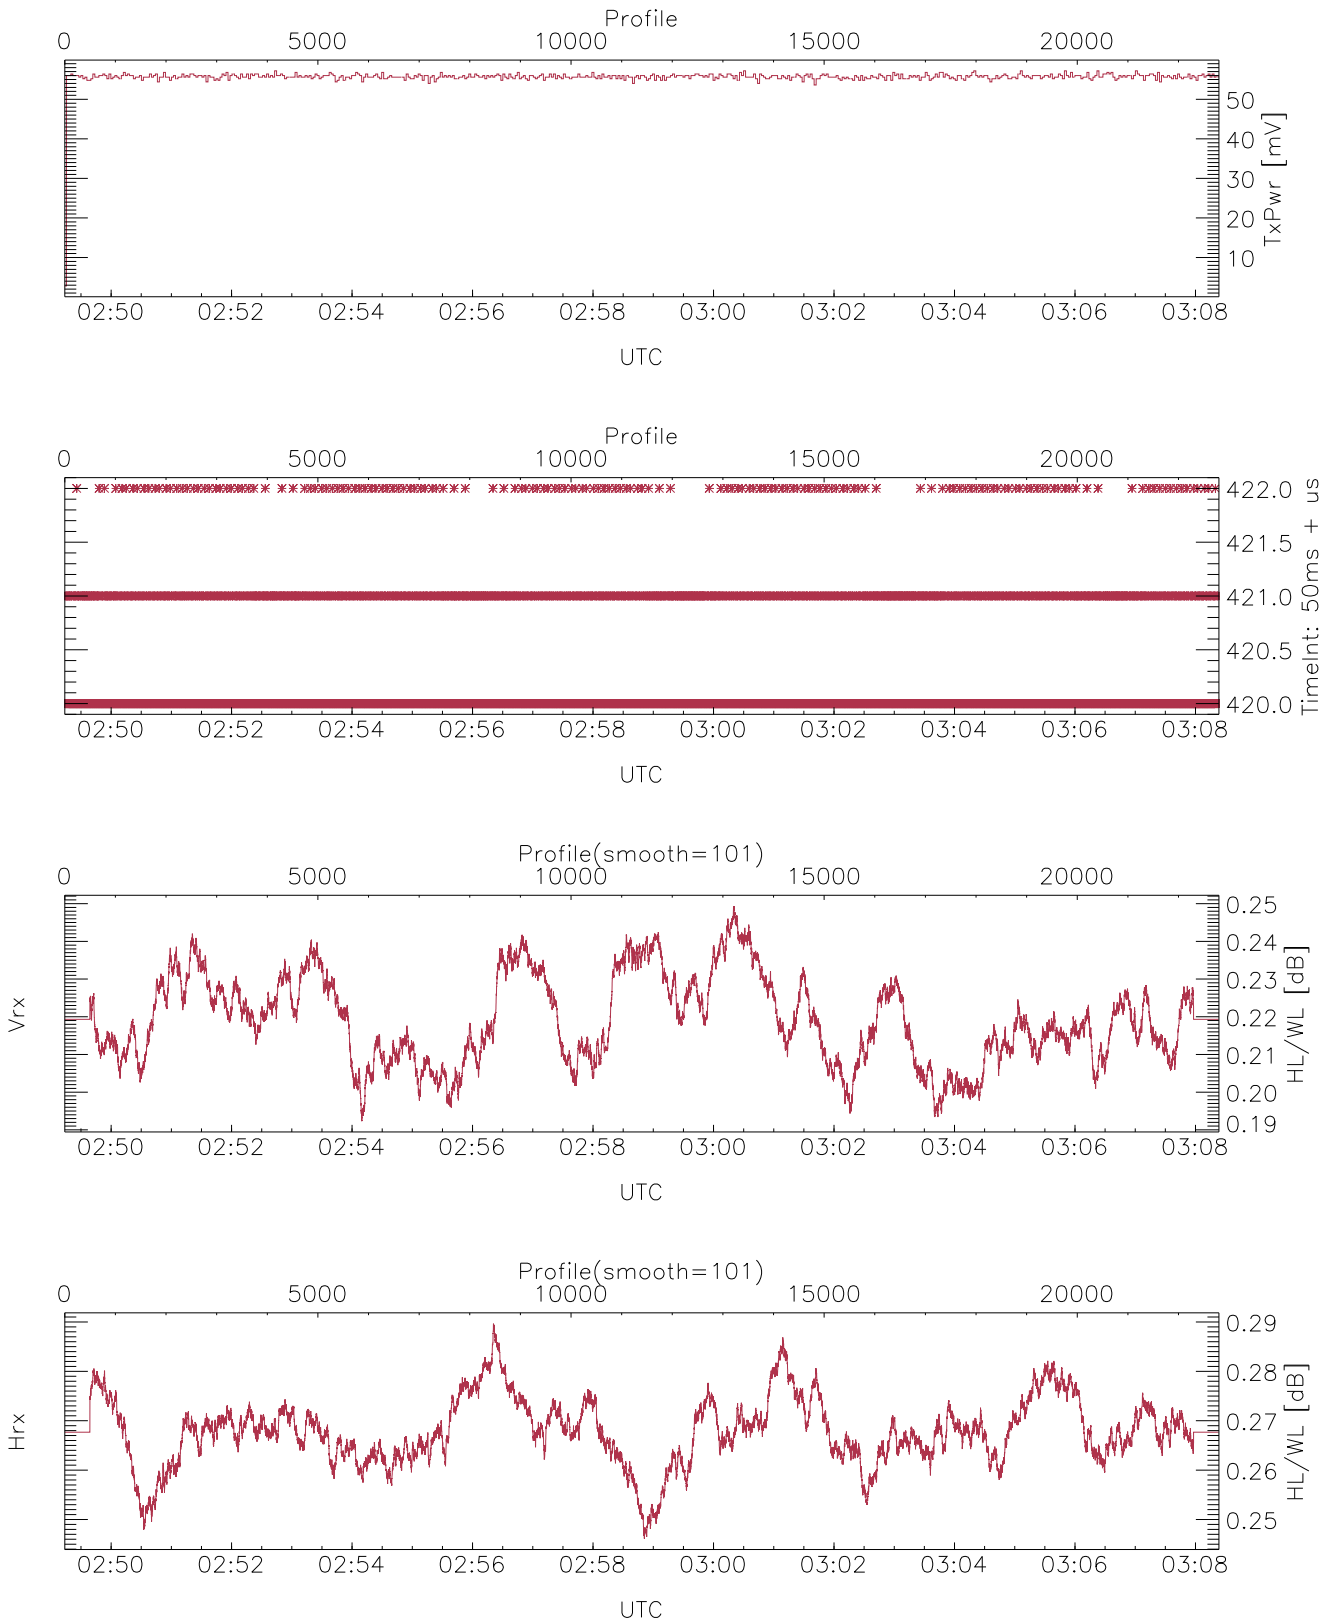 Profile
0 5000 10000 15000 20000
50
40
30
20
10
TxPwr [mV]
02:50 02:52 02:54 02:56 02:58 03:00 03:02 03:04 03:06 03:08
UTC
Profile
0 5000 10000 15000 20000
422.0
421.5
421.0
420.5
420.0
TimeInt: 50ms + us
02:50 02:52 02:54 02:56 02:58 03:00 03:02 03:04 03:06 03:08
UTC
Profile(smooth=101)
0 5000 10000 15000 20000
Vrx
0.25
0.24
0.23
0.22
0.21
0.20
0.19
HL/WL [dB]
02:50 02:52 02:54 02:56 02:58 03:00 03:02 03:04 03:06 03:08
UTC
Profile(smooth=101)
0 5000 10000 15000 20000
Hrx
0.29
0.28
0.27
0.26
0.25
HL/WL [dB]
02:50 02:52 02:54 02:56 02:58 03:00 03:02 03:04 03:06 03:08
UTC